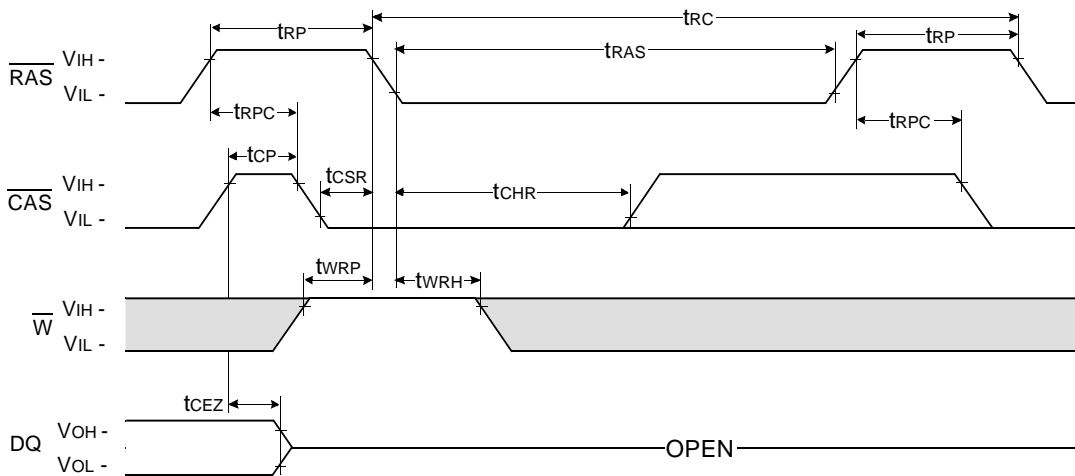 tRP
tRC
tRAS
tRP
RAS
VIH -
VIL -
tRPC
tRPC
tCP
tCSR
tCHR
CAS
VIH -
VIL -
tWRP
tWRH
W
VIH -
VIL -
tCEZ
DQ
VOH -
VOL -
OPEN